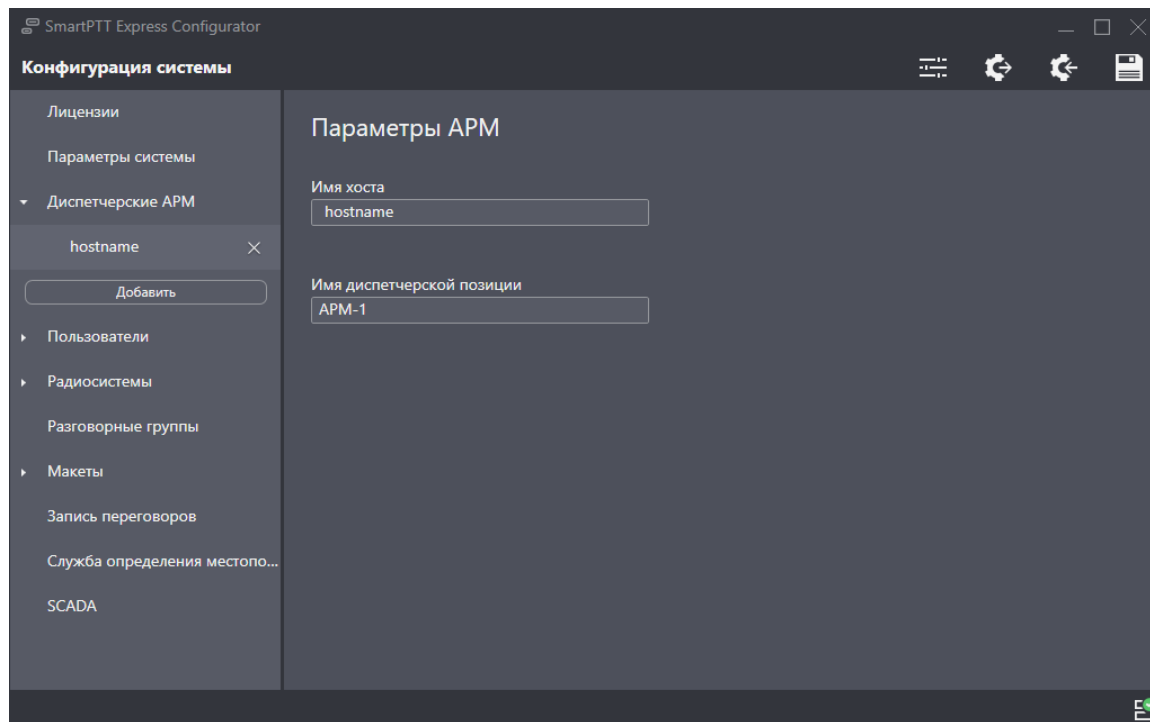 SmartPTT Express Configurator
Конфигурация системы
Лицензии
Параметры системы
Диспетчерские АРМ
hostname
Добавить
Пользователи
Радиосистемы
Разговорные группы
Макеты
Запись переговоров
Служба определения местопо...
SCADA
Параметры АРМ
Имя хоста
hostname
Имя диспетчерской позиции
АРМ-1